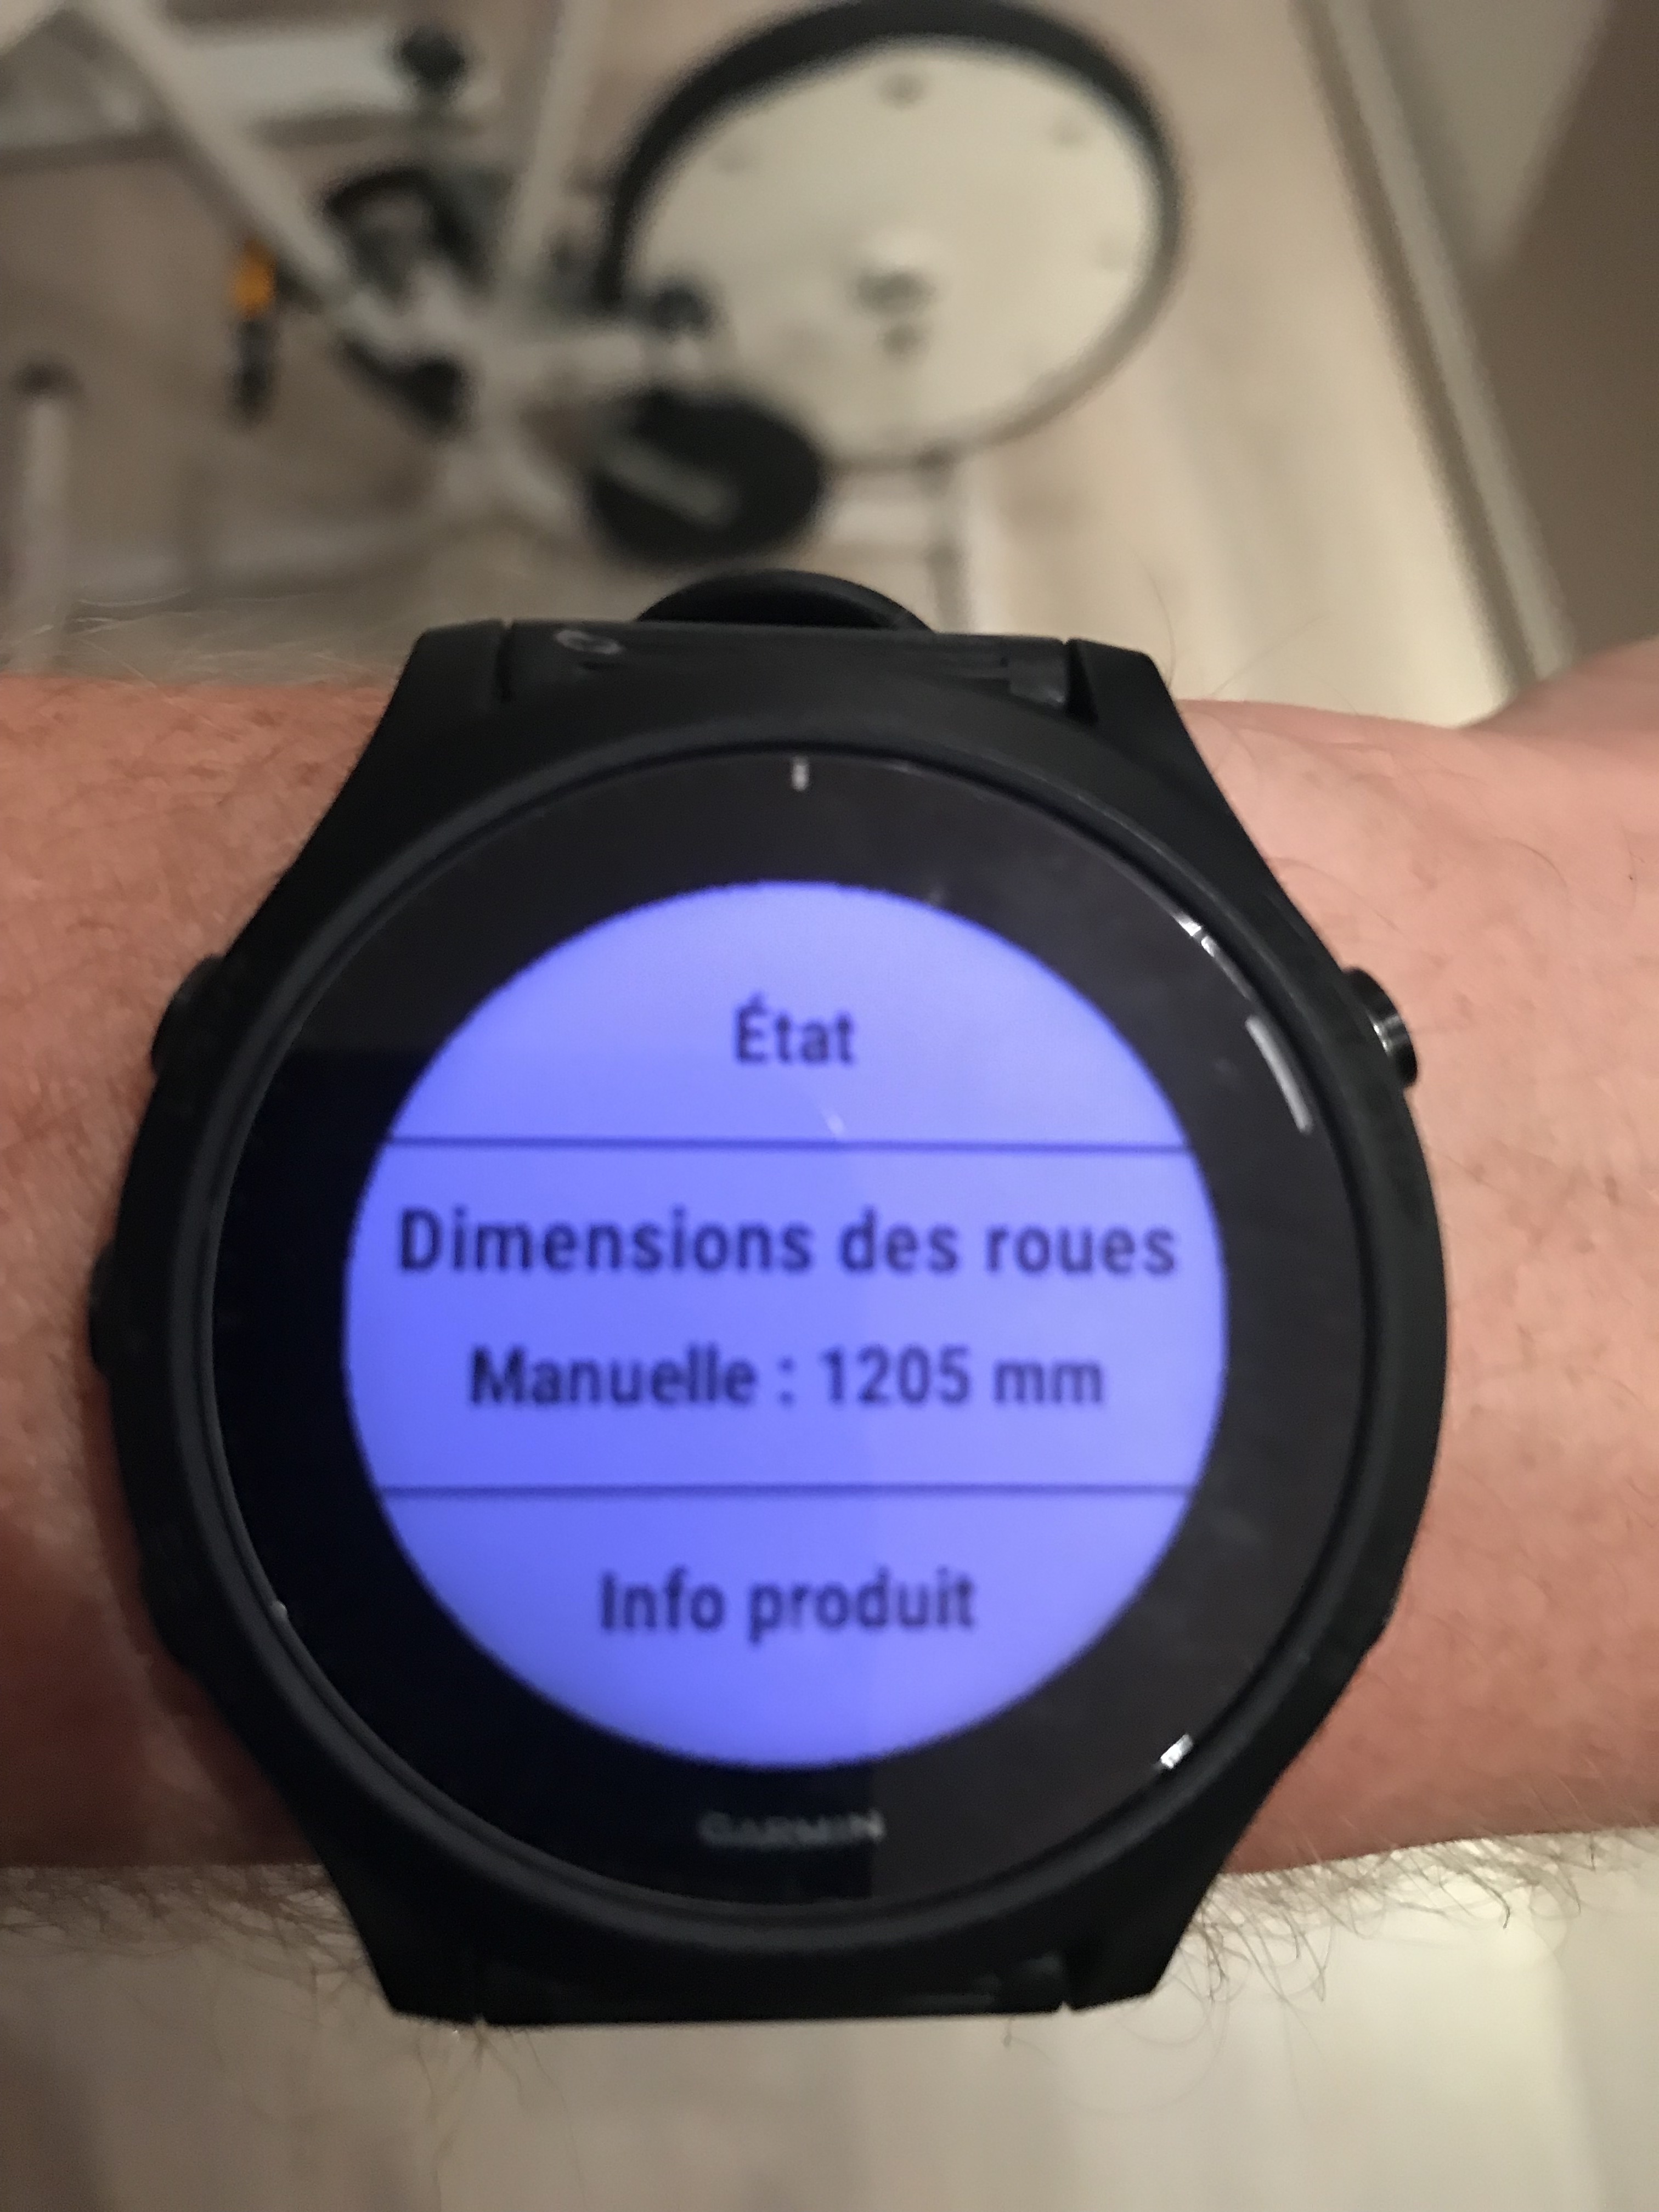 État
Dimensions des roues
Manuelle : 1205 mm
Info produit
GARMIN